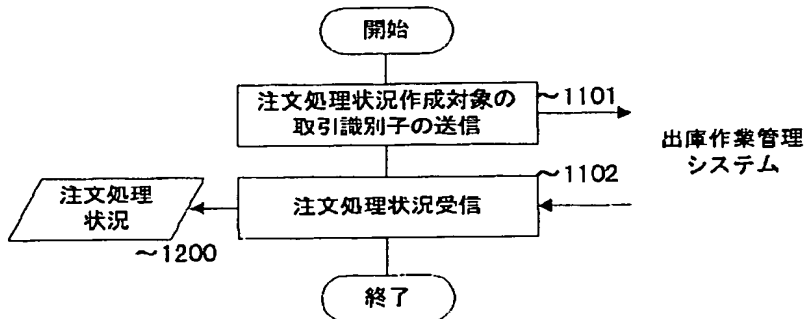 開始
注文処理状況作成対象の
取引識別子の送信
～1101
出庫作業管理
システム
～1102
注文処理状況受信
注文処理
状況
～1200
終了